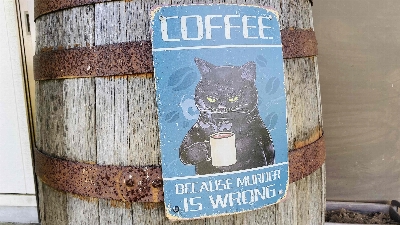 COFFEE
BECAUSE MURDER
IS WRONG